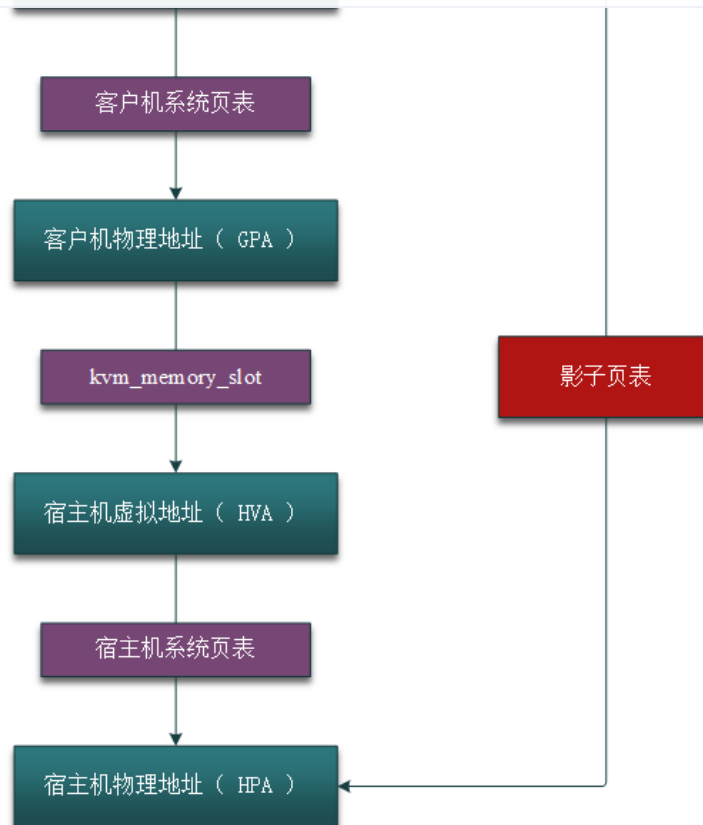 客户机系统页表
客户机物理地址（ GPA ）
kvm_memory_slot
影子页表
宿主机虚拟地址（ HVA ）
宿主机系统页表
宿主机物理地址（ HPA ）